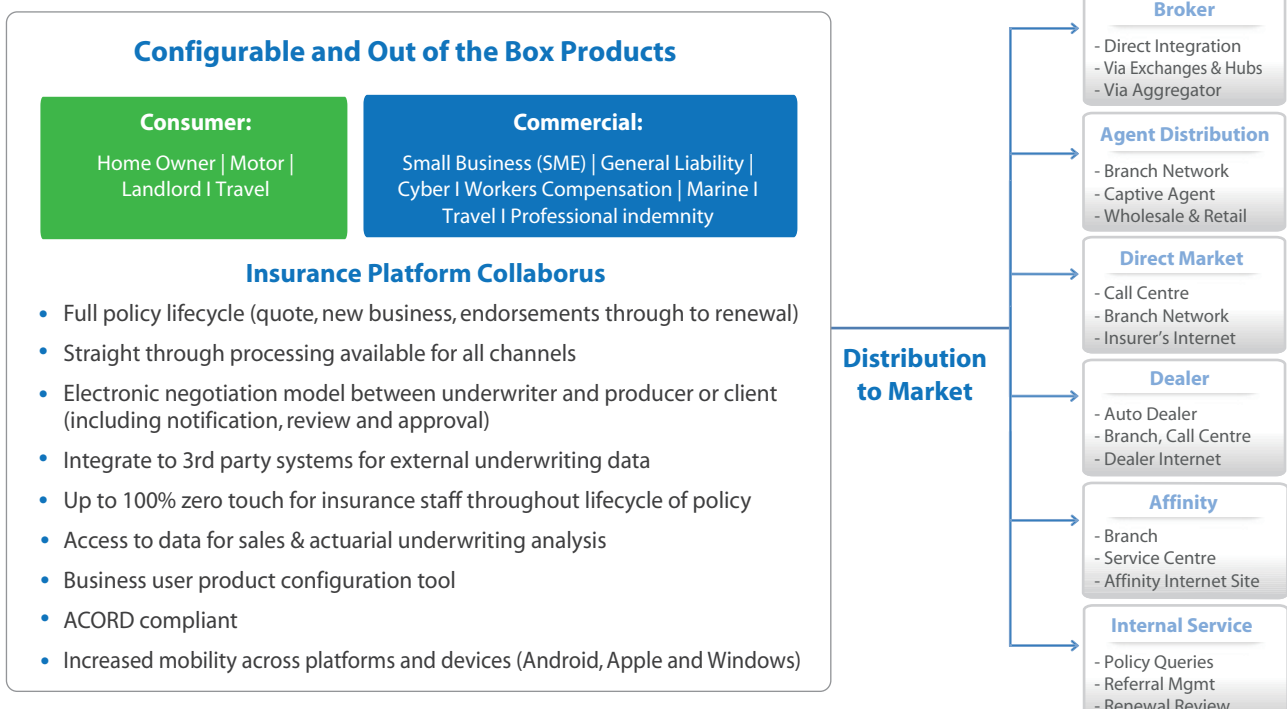 Configurable and Out of the Box Products
Consumer:
Home Owner | Motor |
Landlord I Travel
Commercial:
Small Business (SME) | General Liability |
Cyber I Workers Compensation | Marine I
Travel I Professional indemnity
Insurance Platform Collaborus
• Full policy lifecycle (quote, new business, endorsements through to renewal)
• Straight through processing available for all channels
• Electronic negotiation model between underwriter and producer or client
(including notification, review and approval)
• Integrate to 3rd party systems for external underwriting data
• Up to 100% zero touch for insurance staff throughout lifecycle of policy
• Access to data for sales & actuarial underwriting analysis
• Business user product configuration tool
• ACORD compliant
• Increased mobility across platforms and devices (Android, Apple and Windows)
Distribution
to Market
Broker
- Direct Integration
- Via Exchanges & Hubs
- Via Aggregator
Agent Distribution
- Branch Network
- Captive Agent
- Wholesale & Retail
Direct Market
- Call Centre
- Branch Network
- Insurer's Internet
Dealer
- Auto Dealer
- Branch, Call Centre
- Dealer Internet
Affinity
- Branch
- Service Centre
- Affinity Internet Site
Internal Service
- Policy Queries
- Referral Mgmt
- Renewal Review